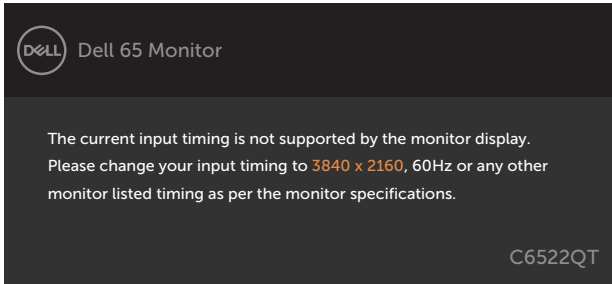 DELL Dell 65 Monitor
The current input timing is not supported by the monitor display.
Please change your input timing to 3840 x 2160, 60Hz or any other
monitor listed timing as per the monitor specifications.
C6522QT